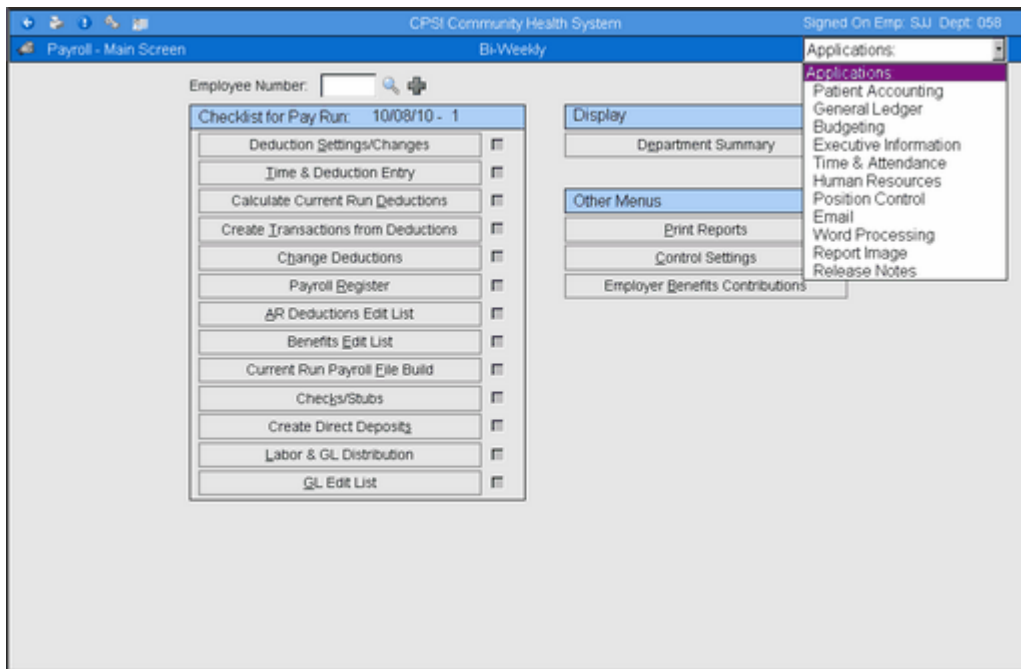 CPSI Community Health System
Signed On Emp: SJJ Dept: 058
Payroll - Main Screen
Bi-Weekly
Applications:
Applications
Patient Accounting
General Ledger
Budgeting
Executive Information
Time & Attendance
Human Resources
Position Control
Email
Word Processing
Report Image
Release Notes
Employee Number:
Checklist for Pay Run: 10/08/10 - 1
Deduction Settings/Changes
Time & Deduction Entry
Calculate Current Run Deductions
Create Transactions from Deductions
Change Deductions
Payroll Register
AR Deductions Edit List
Benefits Edit List
Current Run Payroll File Build
Checks/Stubs
Create Direct Deposits
Labor & GL Distribution
GL Edit List
Display
Department Summary
Other Menus
Print Reports
Control Settings
Employer Benefits Contributions